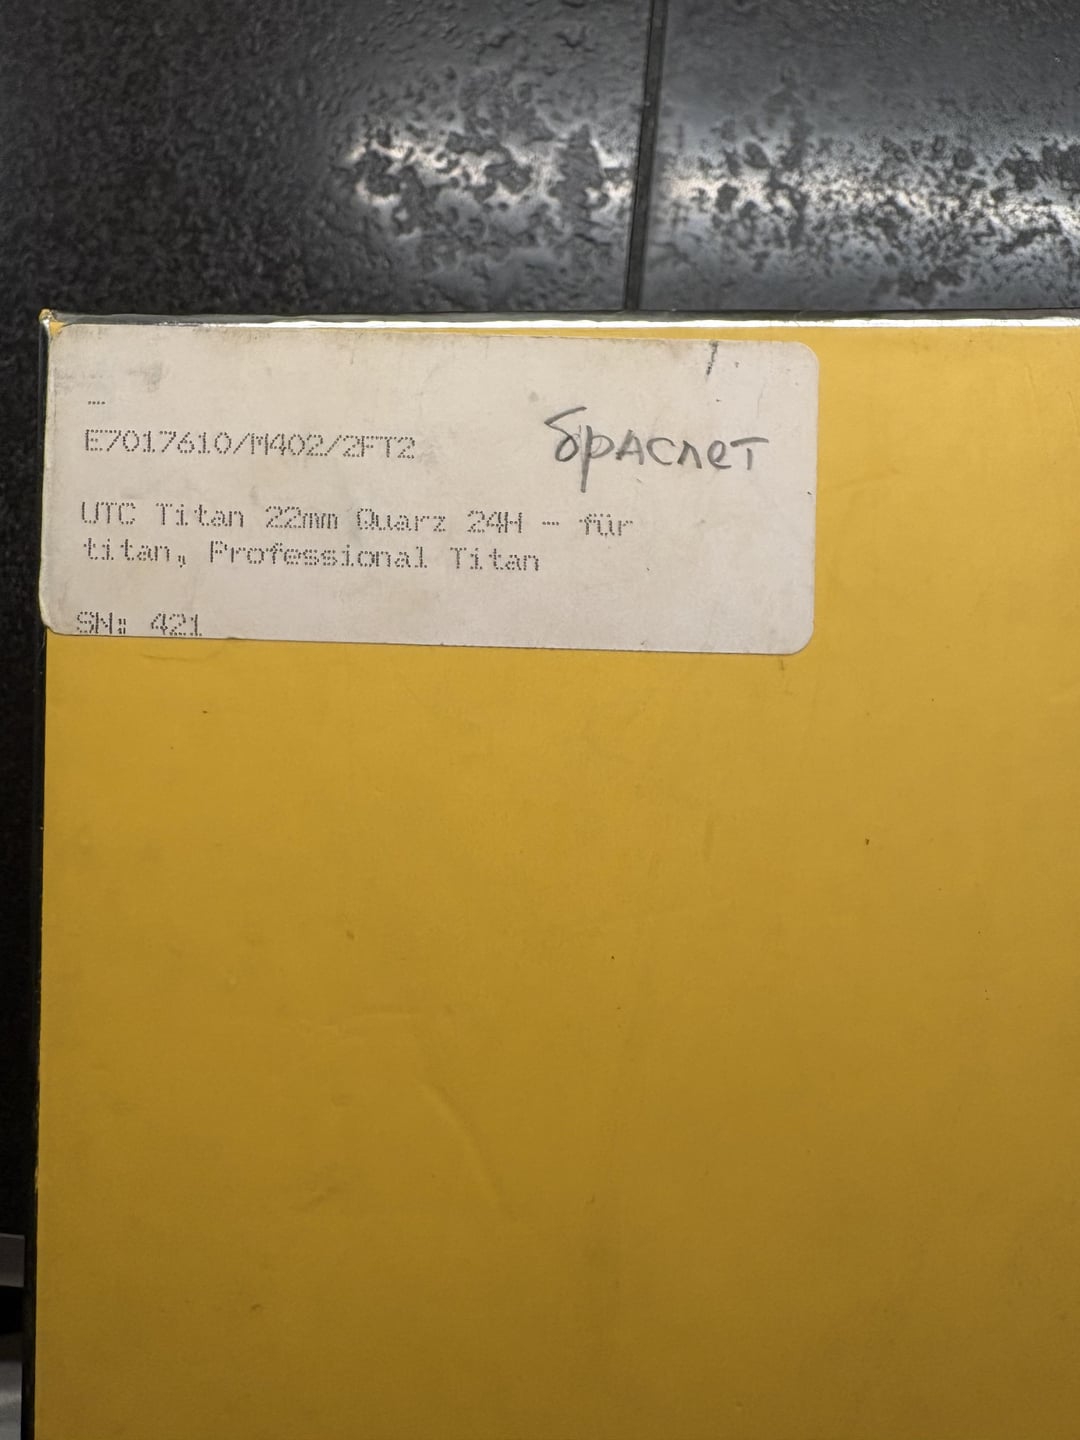 E7017610/M402/2FT2
браслет
UTC Titan 22mm Quarz 24H - für
titan, Professional Titan
SN: 421